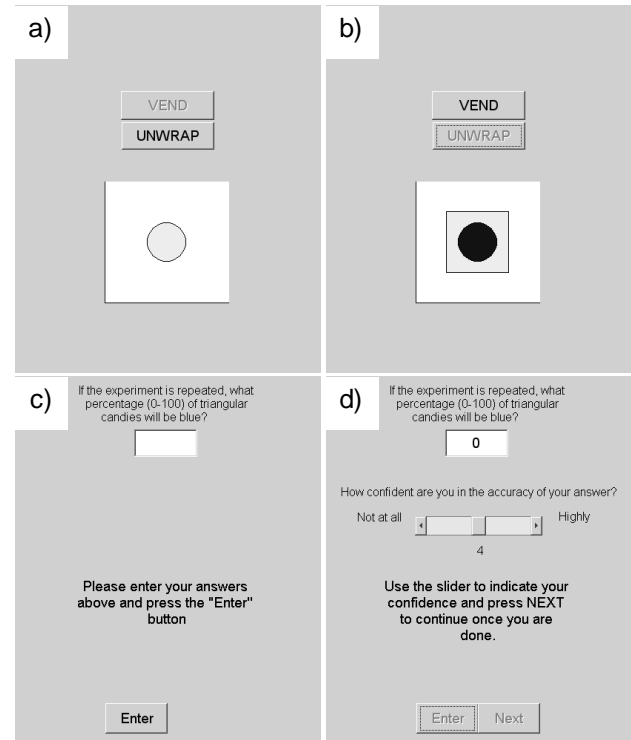 a)
VEND
UNWRAP
b)
VEND
UNWRAP
c)
If the experiment is repeated, what
percentage (0-100) of triangular
candies will be blue?
Please enter your answers
above and press the "Enter"
button
Enter
d)
If the experiment is repeated, what
percentage (0-100) of triangular
candies will be blue?
0
How confident are you in the accuracy of your answer?
Not at all
Highly
4
Use the slider to indicate your
confidence and press NEXT
to continue once you are
done.
Enter
Next